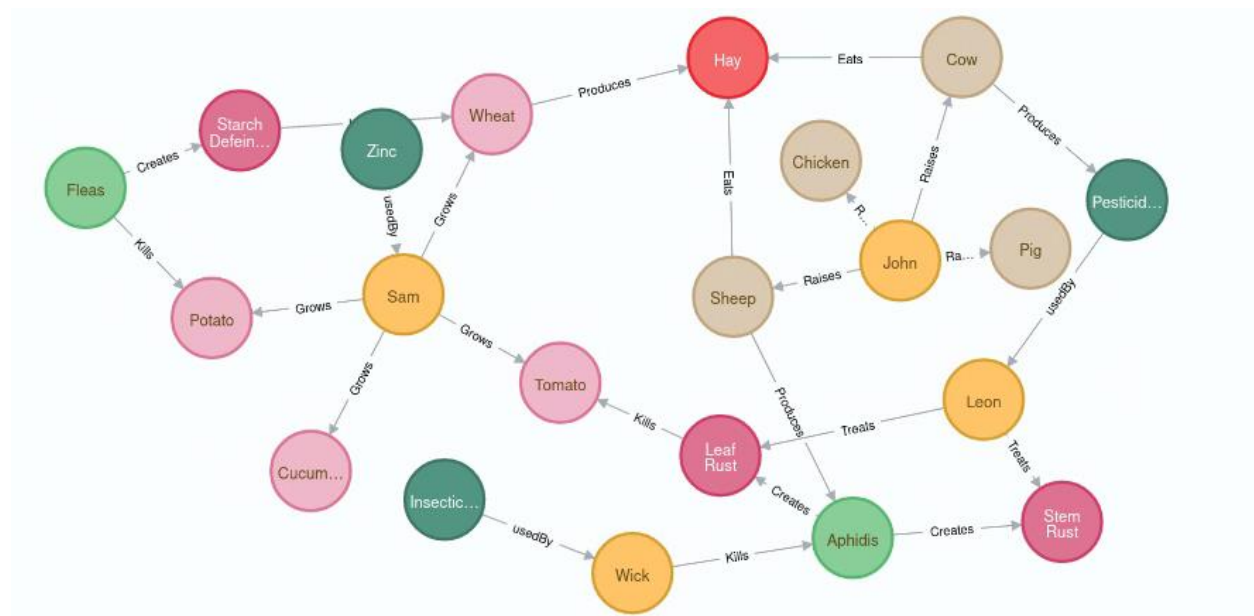 Hay
Cow
Eats
Produces
Wheat
Starch
Defein...
Zinc
Creates
Fleas
Kills
usedBy
Grows
Chicken
Raises
Produces
Pesticid...
Eats
R...
John
Ra...
Pig
Raises
Sheep
Sam
Potato
Grows
Grows
Tomato
Grows
Cucum...
usedBy
Leon
Produces
Kills
Treats
Treats
Leaf
Rust
Creates
Insectic...
usedBy
Wick
Kills
Aphidis
Creates
Stem
Rust